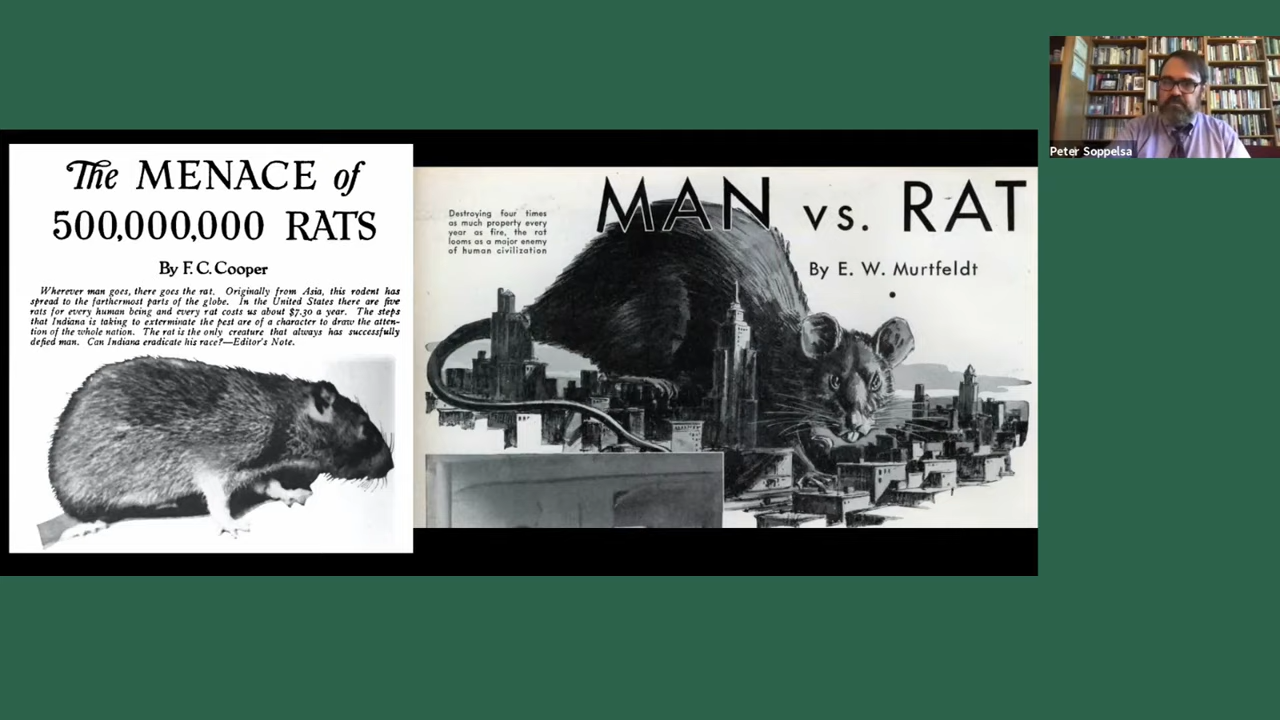 The MENACE of
500,000,000 RATS
By F. C. Cooper
Wherever man goes, there goes the rat. Originally from Asia, this rodent has
spread to the farthermost parts of the globe. In the United States there are five
rats for every human being and every rat costs us about $7.30 a year. The steps
that Indiana is taking to exterminate the pest are of a character to draw the atten-
tion of the whole nation. The rat is the only creature that always has successfully
defied man. Can Indiana eradicate his race?—Editor's Note.
MAN vs. RAT
Destroying four times
as much property every
year as fire, the rat
looms as a major enemy
of human civilization
By E. W. Murtfeldt
Peter Soppelsa